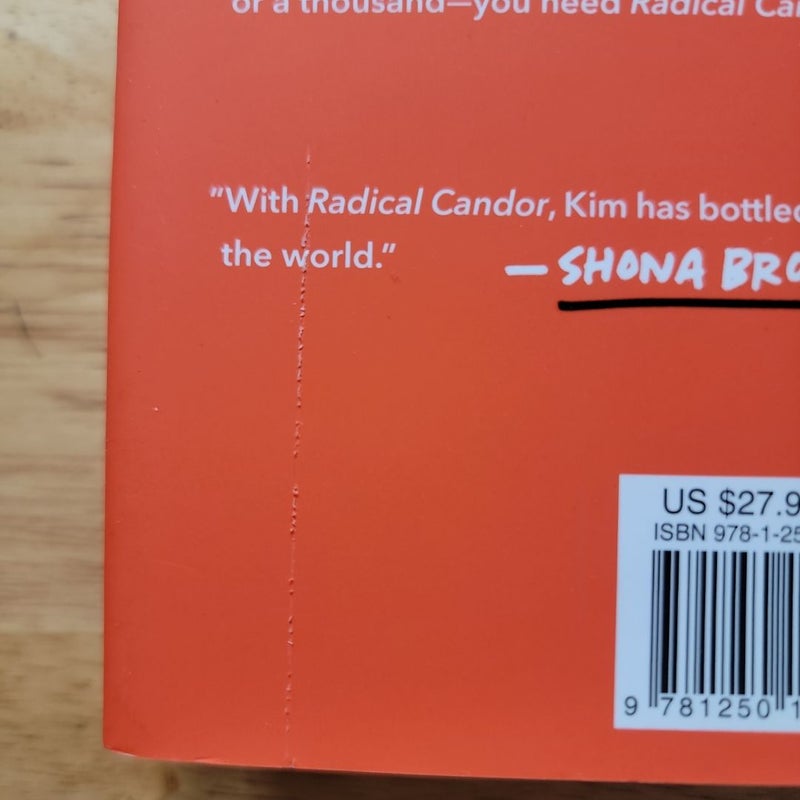 or a thousand—you need Radical Can
"With Radical Candor, Kim has bottled
the world."
— SHONA BRO
US $27.9
ISBN 978-1-25
9 781250 1